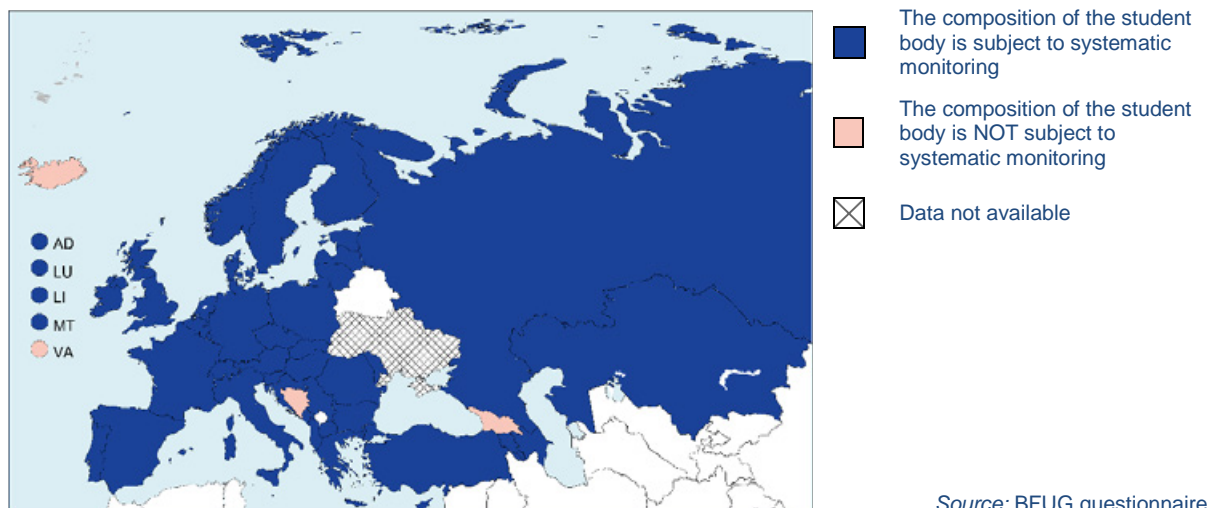 The composition of the student
body is subject to systematic
monitoring
The composition of the student
body is NOT subject to
systematic monitoring
Data not available
AD
LU
LI
MT
VA
Source: BFUG questionnaire